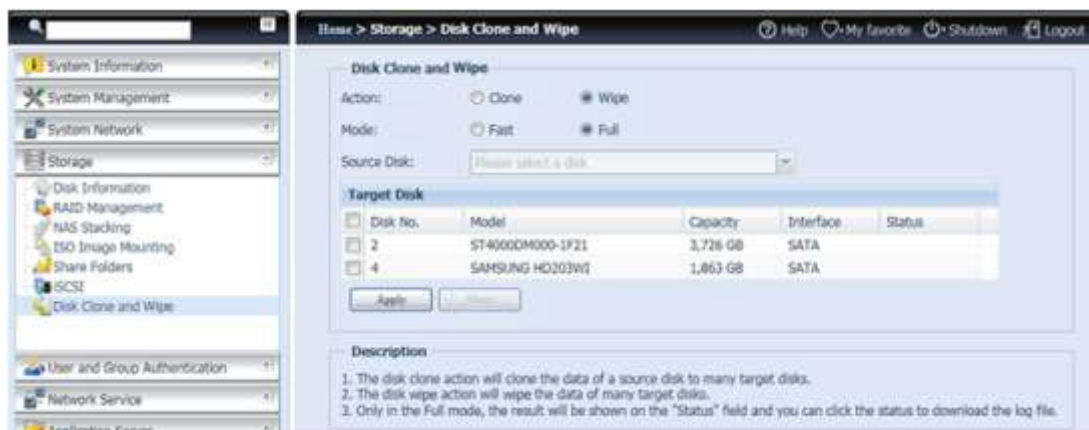 Home > Storage > Disk Clone and Wipe
Help
My favorite
Shutdown
Logout
System Information
System Management
System Network
Storage
Disk Information
RAID Management
NAS Stacking
ISO Image Mounting
Share Folders
iSCSI
Disk Clone and Wipe
User and Group Authentication
Network Service
Application Server
Disk Clone and Wipe
Action: Clone Wipe
Mode: Fast Full
Source Disk: Please select a disk
Target Disk
Disk No. Model Capacity Interface Status
2 ST4000DM000-1F21 3,726 GB SATA
4 SAMSUNG HD203WI 1,863 GB SATA
Apply
Description
1. The disk clone action will clone the data of a source disk to many target disks.
2. The disk wipe action will wipe the data of many target disks.
3. Only in the Full mode, the result will be shown on the "Status" field and you can click the status to download the log file.